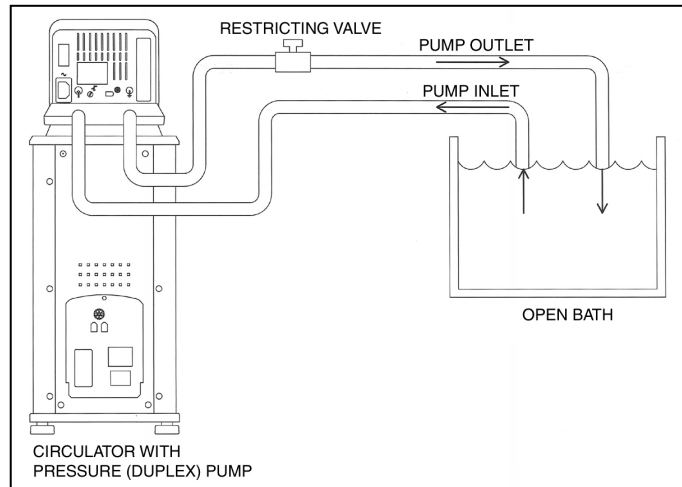 RESTRICTING VALVE
PUMP OUTLET
PUMP INLET
OPEN BATH
CIRCULATOR WITH
PRESSURE (DUPLEX) PUMP